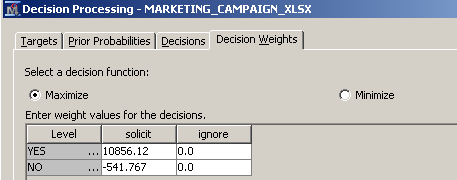 Decision Processing - MARKETING_CAMPAIGN_XLSX
Targets Prior Probabilities Decisions Decision Weights
Select a decision function:
Maximize Minimize
Enter weight values for the decisions.
Level solicit ignore
YES ... 10856.12 0.0
NO ... -541.767 0.0